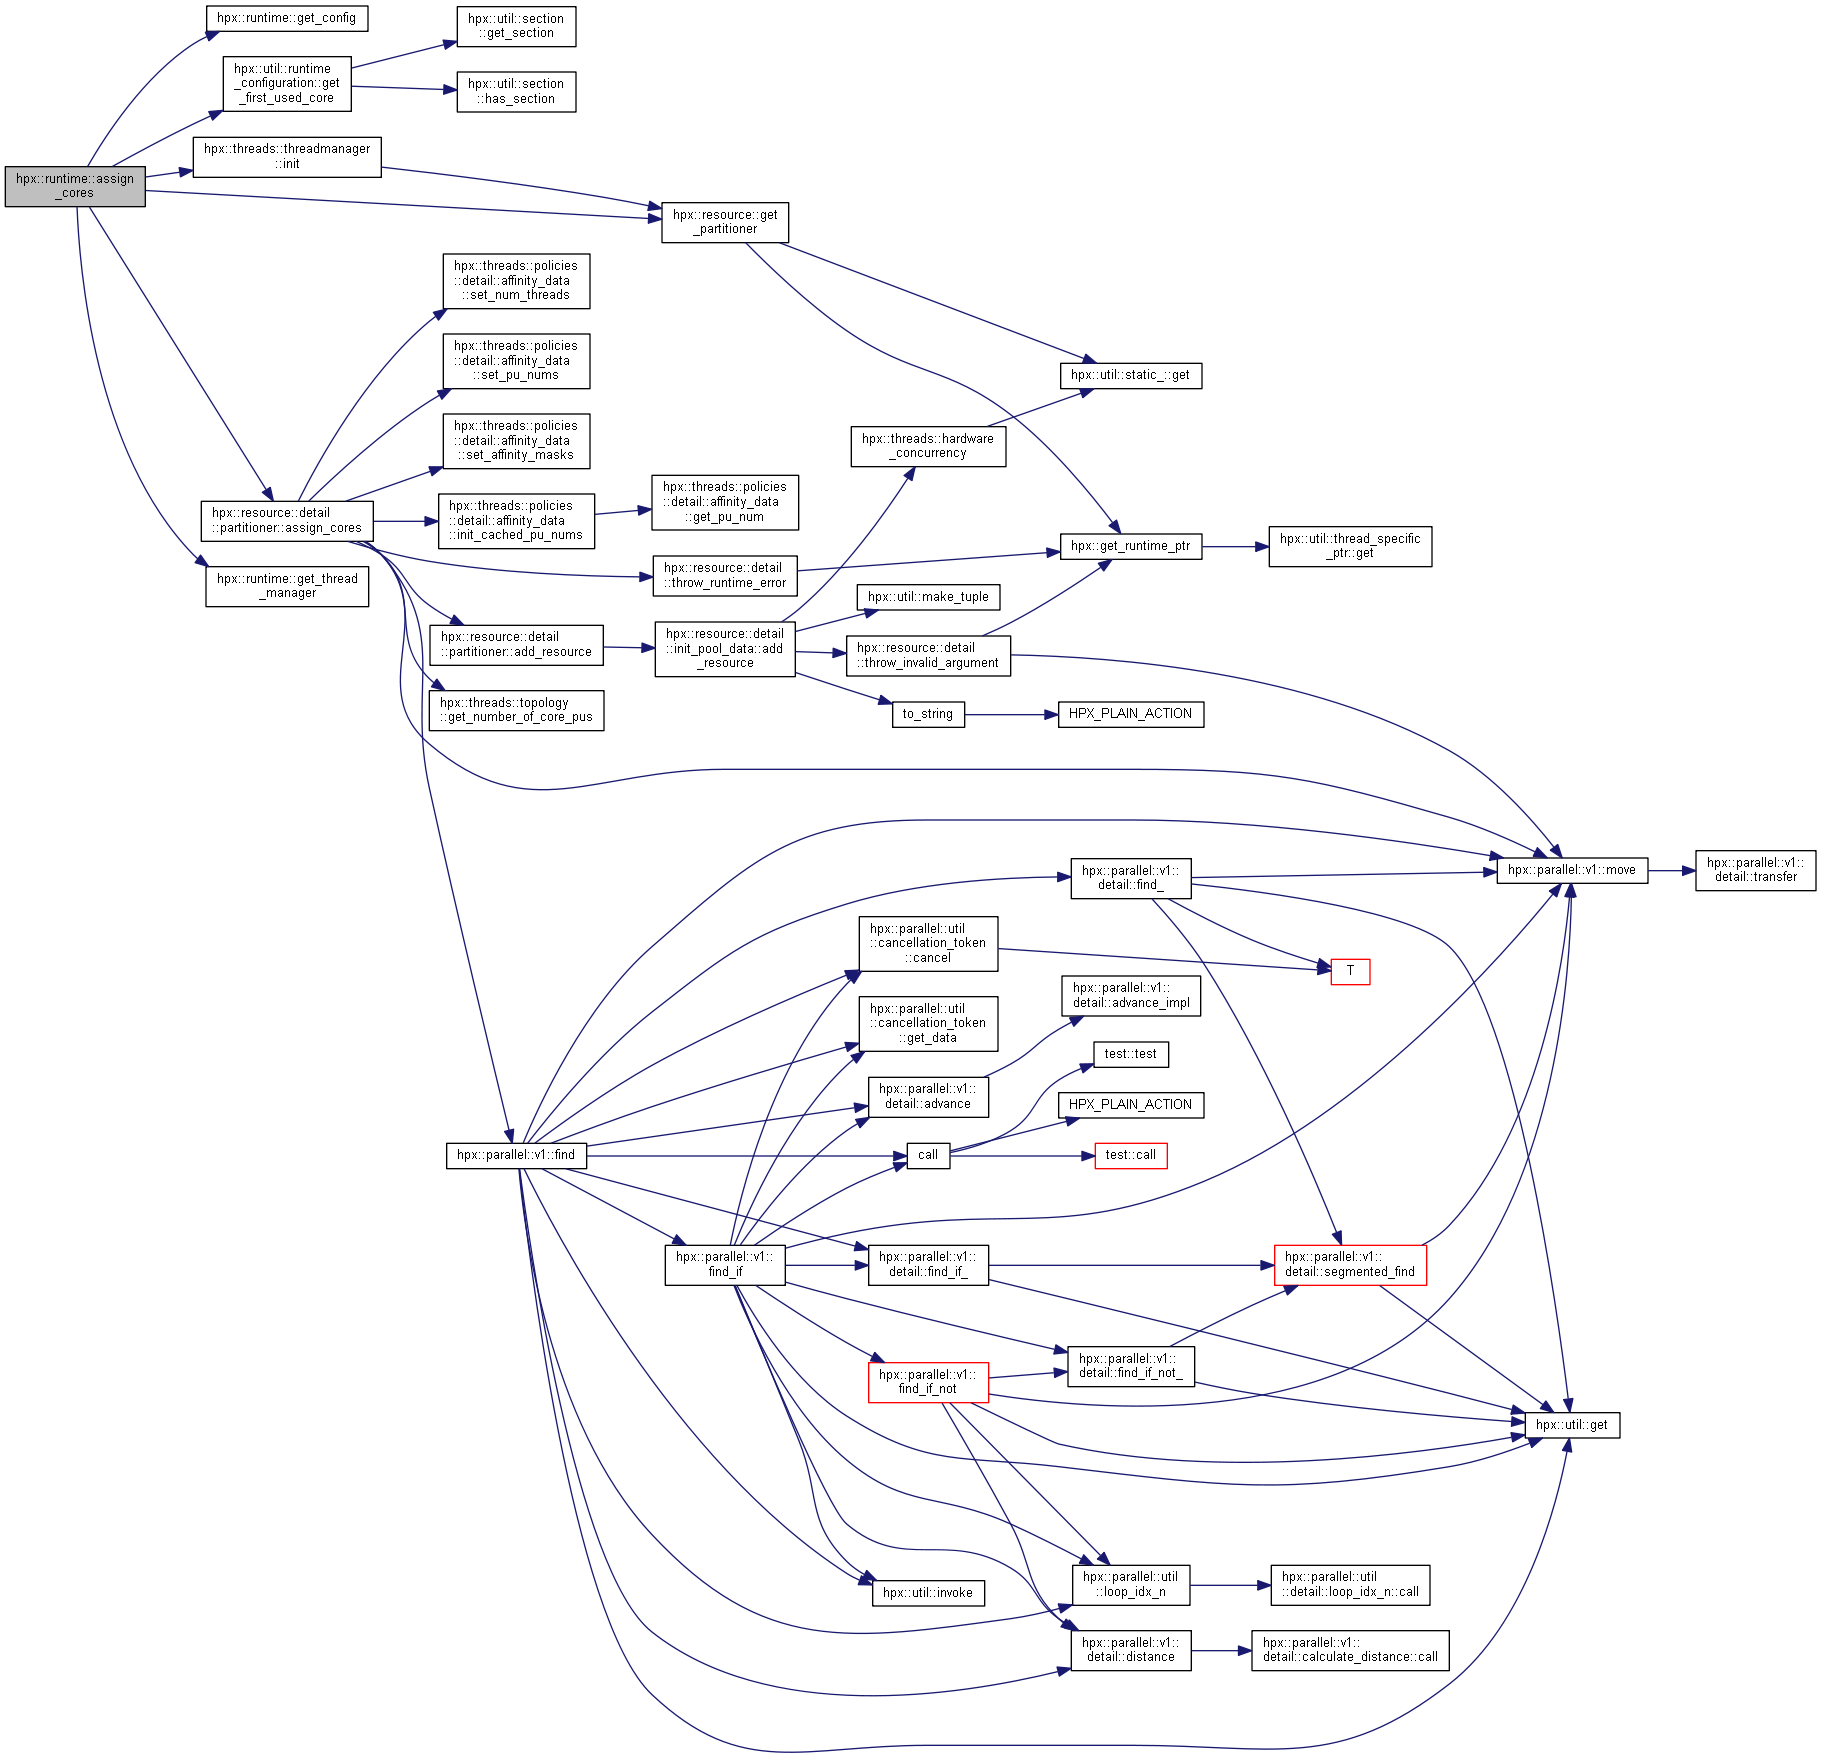 hpx::runtime::get_config
hpx::util::section
::get_section
hpx::util::runtime
_configuration::get
_first_used_core
hpx::util::section
::has_section
hpx::threads::threadmanager
::init
hpx::runtime::assign
_cores
hpx::resource::get
_partitioner
hpx::threads::policies
::detail::affinity_data
::set_num_threads
hpx::threads::policies
::detail::affinity_data
::set_pu_nums
hpx::util::static_::get
hpx::threads::policies
::detail::affinity_data
::set_affinity_masks
hpx::threads::hardware
_concurrency
hpx::resource::detail
::partitioner::assign_cores
hpx::threads::policies
::detail::affinity_data
::init_cached_pu_nums
hpx::threads::policies
::detail::affinity_data
::get_pu_num
hpx::get_runtime_ptr
hpx::util::thread_specific
_ptr::get
hpx::runtime::get_thread
_manager
hpx::resource::detail
::throw_runtime_error
hpx::util::make_tuple
hpx::resource::detail
::partitioner::add_resource
hpx::resource::detail
::init_pool_data::add
_resource
hpx::resource::detail
::throw_invalid_argument
hpx::threads::topology
::get_number_of_core_pus
to_string
HPX_PLAIN_ACTION
hpx::parallel::v1::
detail::find_
hpx::parallel::v1::move
hpx::parallel::v1::
detail::transfer
hpx::parallel::util
::cancellation_token
::cancel
T
hpx::parallel::v1::
detail::advance_impl
hpx::parallel::util
::cancellation_token
::get_data
test::test
hpx::parallel::v1::
detail::advance
HPX_PLAIN_ACTION
hpx::parallel::v1::find
call
test::call
hpx::parallel::v1::
find_if
hpx::parallel::v1::
detail::find_if_
hpx::parallel::v1::
detail::segmented_find
hpx::parallel::v1::
find_if_not
hpx::parallel::v1::
detail::find_if_not_
hpx::util::get
hpx::util::invoke
hpx::parallel::util
::loop_idx_n
hpx::parallel::util
::detail::loop_idx_n::call
hpx::parallel::v1::
detail::distance
hpx::parallel::v1::
detail::calculate_distance::call